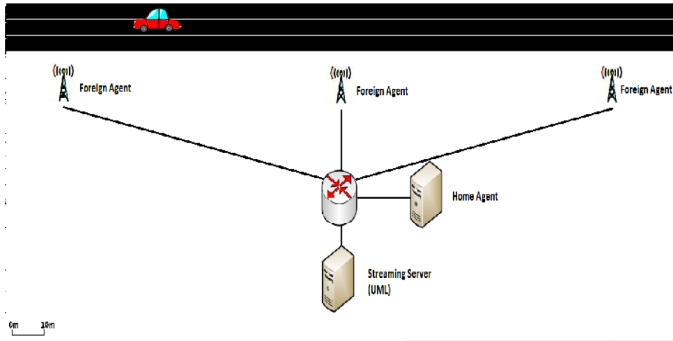 Foreign Agent
Foreign Agent
Foreign Agent
Home Agent
Streaming Server
(UML)
0m 10m